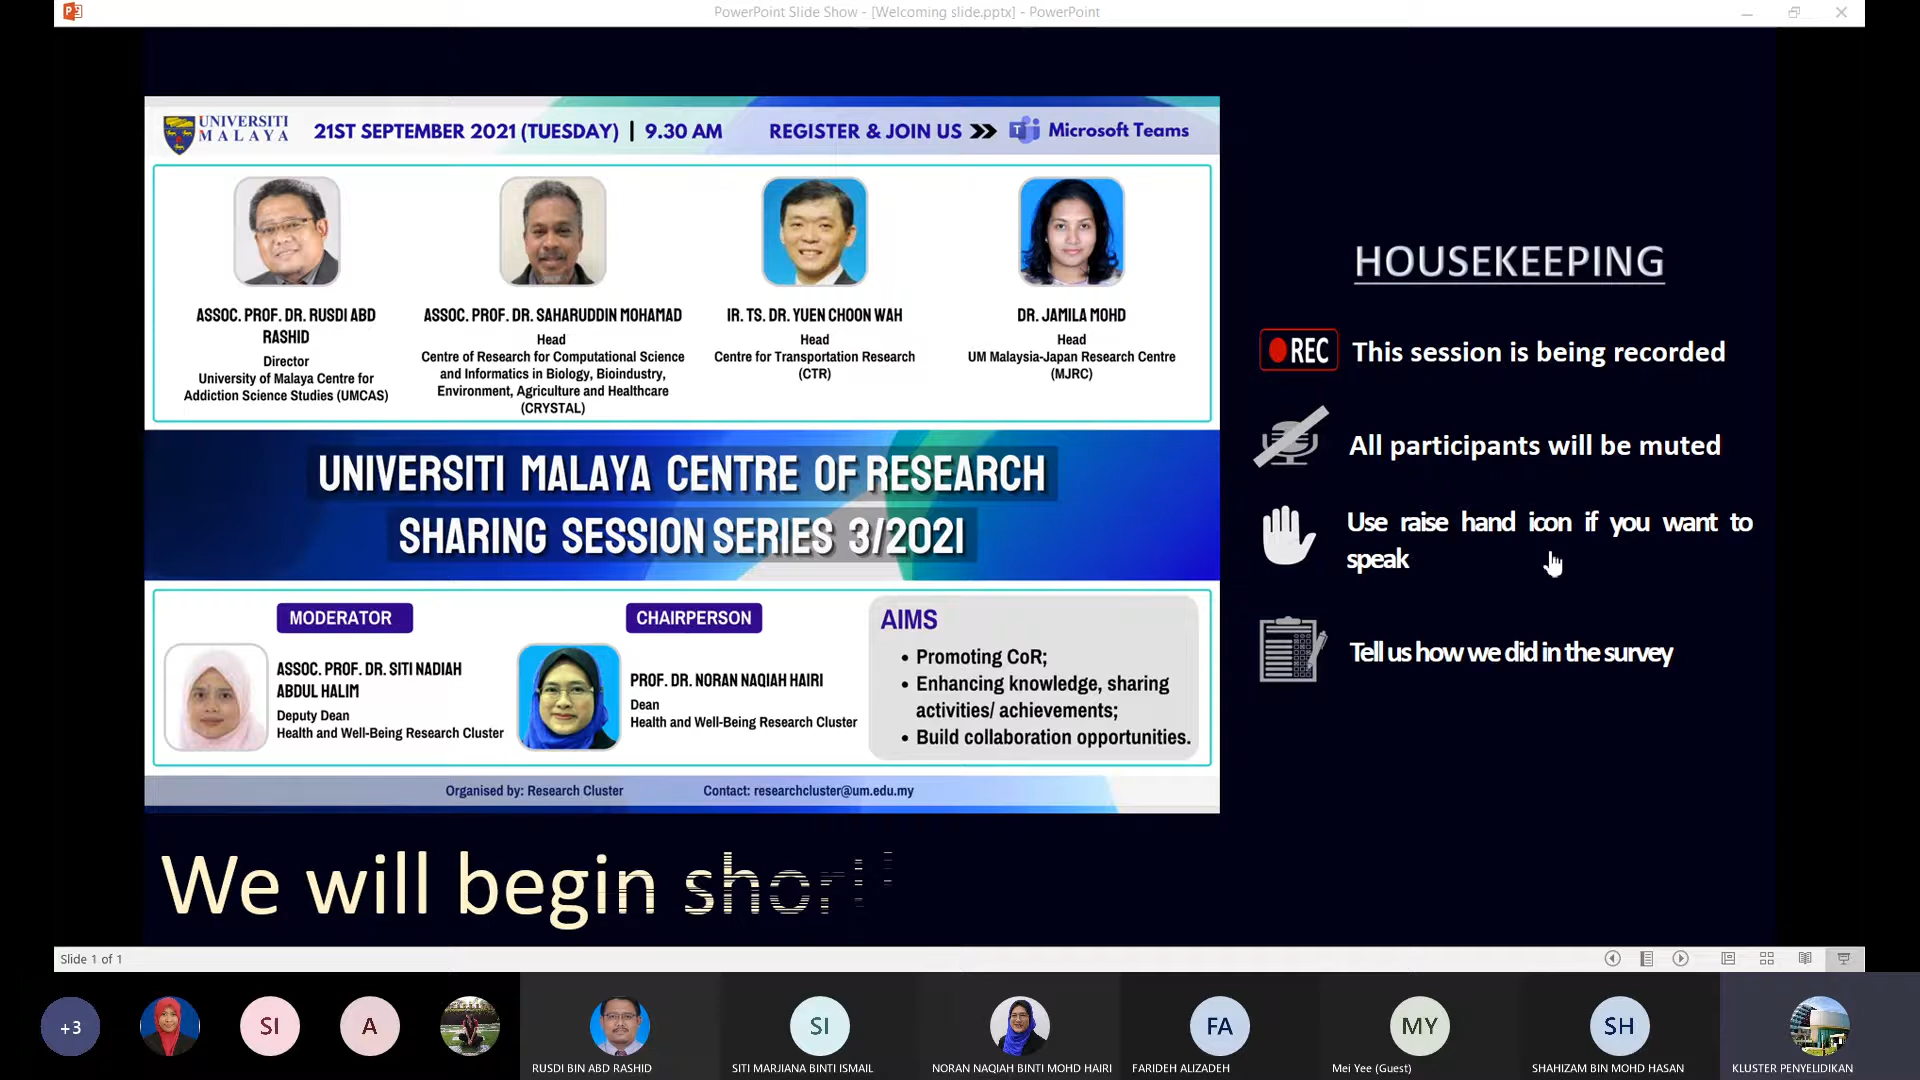 PowerPoint Slide Show - [Welcoming slide.pptx] - PowerPoint
UNIVERSITI
MALAYA
21ST SEPTEMBER 2021 (TUESDAY) | 9.30 AM
REGISTER & JOIN US
Microsoft Teams
ASSOC. PROF. DR. RUSDI ABD
RASHID
Director
University of Malaya Centre for
Addiction Science Studies (UMCAS)
ASSOC. PROF. DR. SAHARUDDIN MOHAMAD
Head
Centre of Research for Computational Science
and Informatics in Biology, Bioindustry,
Environment, Agriculture and Healthcare
(CRYSTAL)
IR. TS. DR. YUEN CHOON WAH
Head
Centre for Transportation Research
(CTR)
DR. JAMILA MOHD
Head
UM Malaysia-Japan Research Centre
(MJRC)
UNIVERSITI MALAYA CENTRE OF RESEARCH
SHARING SESSION SERIES 3/2021
MODERATOR
ASSOC. PROF. DR. SITI NADIAH
ABDUL HALIM
Deputy Dean
Health and Well-Being Research Cluster
CHAIRPERSON
PROF. DR. NORAN NAQIAH HAIRI
Dean
Health and Well-Being Research Cluster
AIMS
• Promoting CoR;
• Enhancing knowledge, sharing
activities/ achievements;
• Build collaboration opportunities.
Organised by: Research Cluster
Contact: researchcluster@um.edu.my
HOUSEKEEPING
REC
This session is being recorded
All participants will be muted
Use raise hand icon if you want to
speak
Tell us how we did in the survey
We will begin
Slide 1 of 1
+3
SI
A
RUSDI BIN ABD RASHID
SI
SITI MARJIANA BINTI ISMAIL
NORAN NAQIAH BINTI MOHD HAIRI
FA
FARIDEH ALIZADEH
MY
Mei Yee (Guest)
SH
SHAHIZAM BIN MOHD HASAN
KLUSTER PENYELIDIKAN